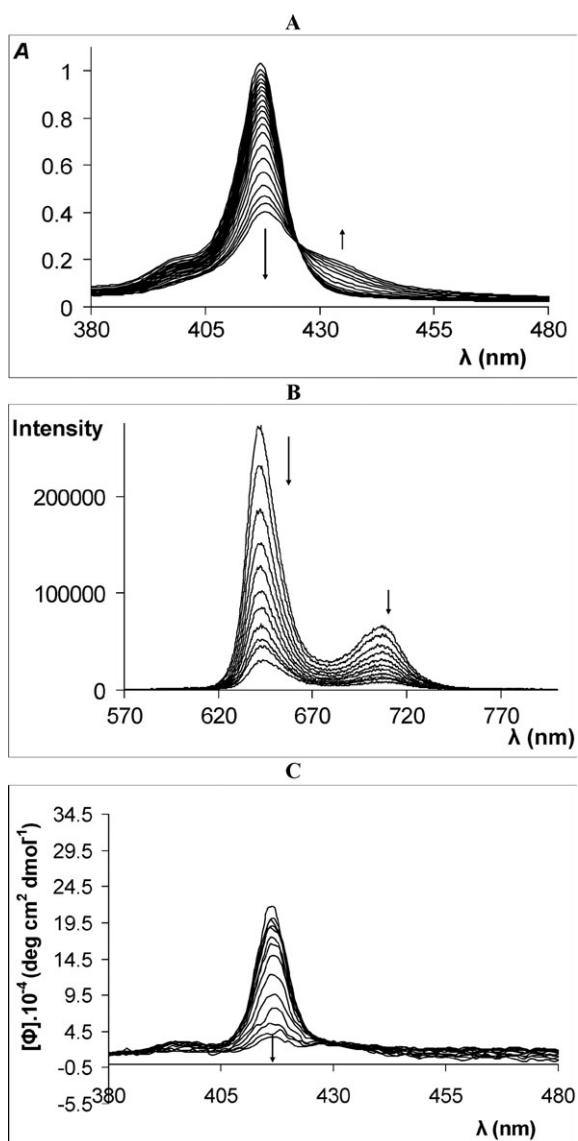 A
A
1
0.8
0.6
0.4
0.2
0
380 405 430 455 480
λ (nm)
B
Intensity
200000
100000
0
570 620 670 720 770
λ (nm)
C
[Φ].10⁻⁴ (deg cm² dmol⁻¹)
34.5
29.5
24.5
19.5
14.5
9.5
4.5
-0.5
-5.5
380 405 430 455 480
λ (nm)